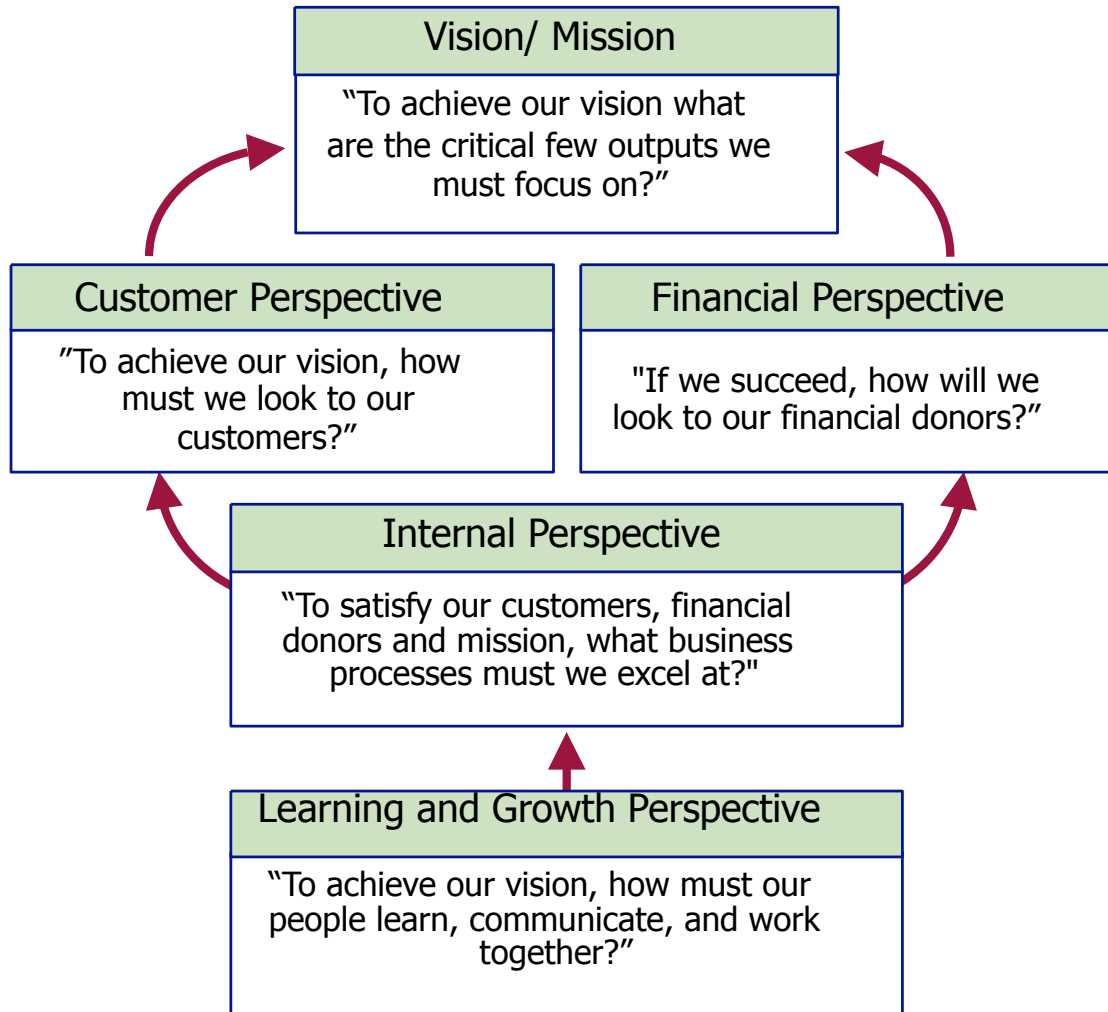 Vision/ Mission
“To achieve our vision what
are the critical few outputs we
must focus on?”
Customer Perspective
”To achieve our vision, how
must we look to our
customers?”
Financial Perspective
"If we succeed, how will we
look to our financial donors?”
Internal Perspective
“To satisfy our customers, financial
donors and mission, what business
processes must we excel at?"
Learning and Growth Perspective
“To achieve our vision, how must our
people learn, communicate, and work
together?”